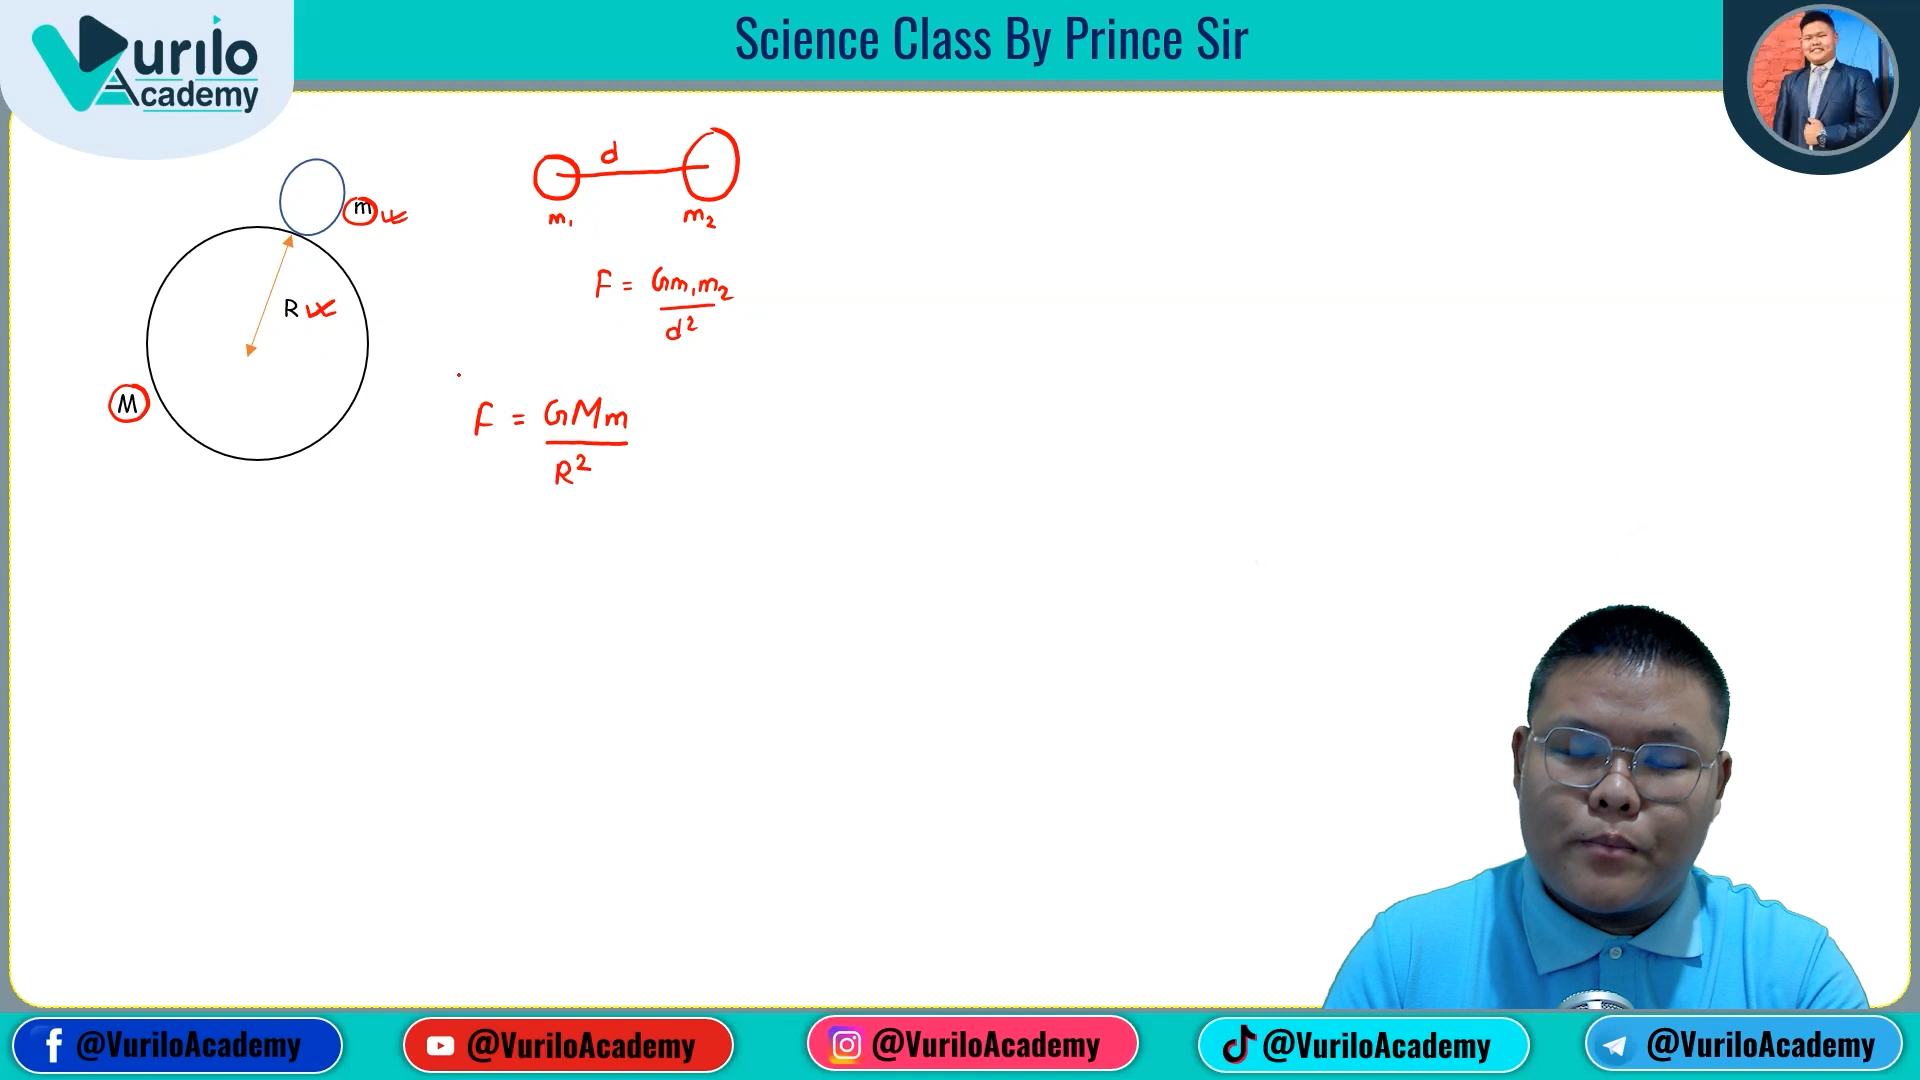 Vurilo
Academy
Science Class By Prince Sir
d
m
m₁
m₂
F = Gm₁m₂
d²
R
M
F = GMm
R²
@VuriloAcademy
@VuriloAcademy
@VuriloAcademy
@VuriloAcademy
@VuriloAcademy